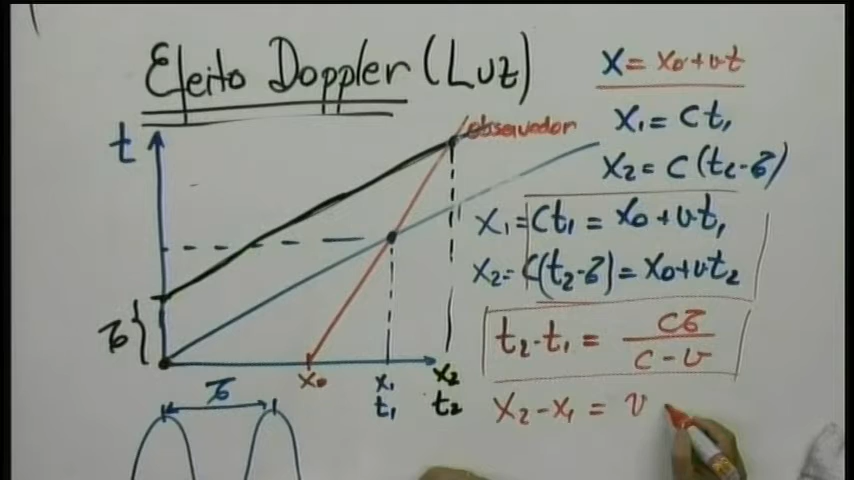 Efeito Doppler (Luz)
x = x₀ + vt
x₁ = ct₁
x₂ = c(t₂-τ)
x₁ = ct₁ = x₀ + vt₁
x₂ = c(t₂-τ) = x₀ + vt₂
t₂-t₁ = cτ / c-v
x₂-x₁ = v
t
observador
τ
x₀
x₁
t₁
x₂
t₂
τ